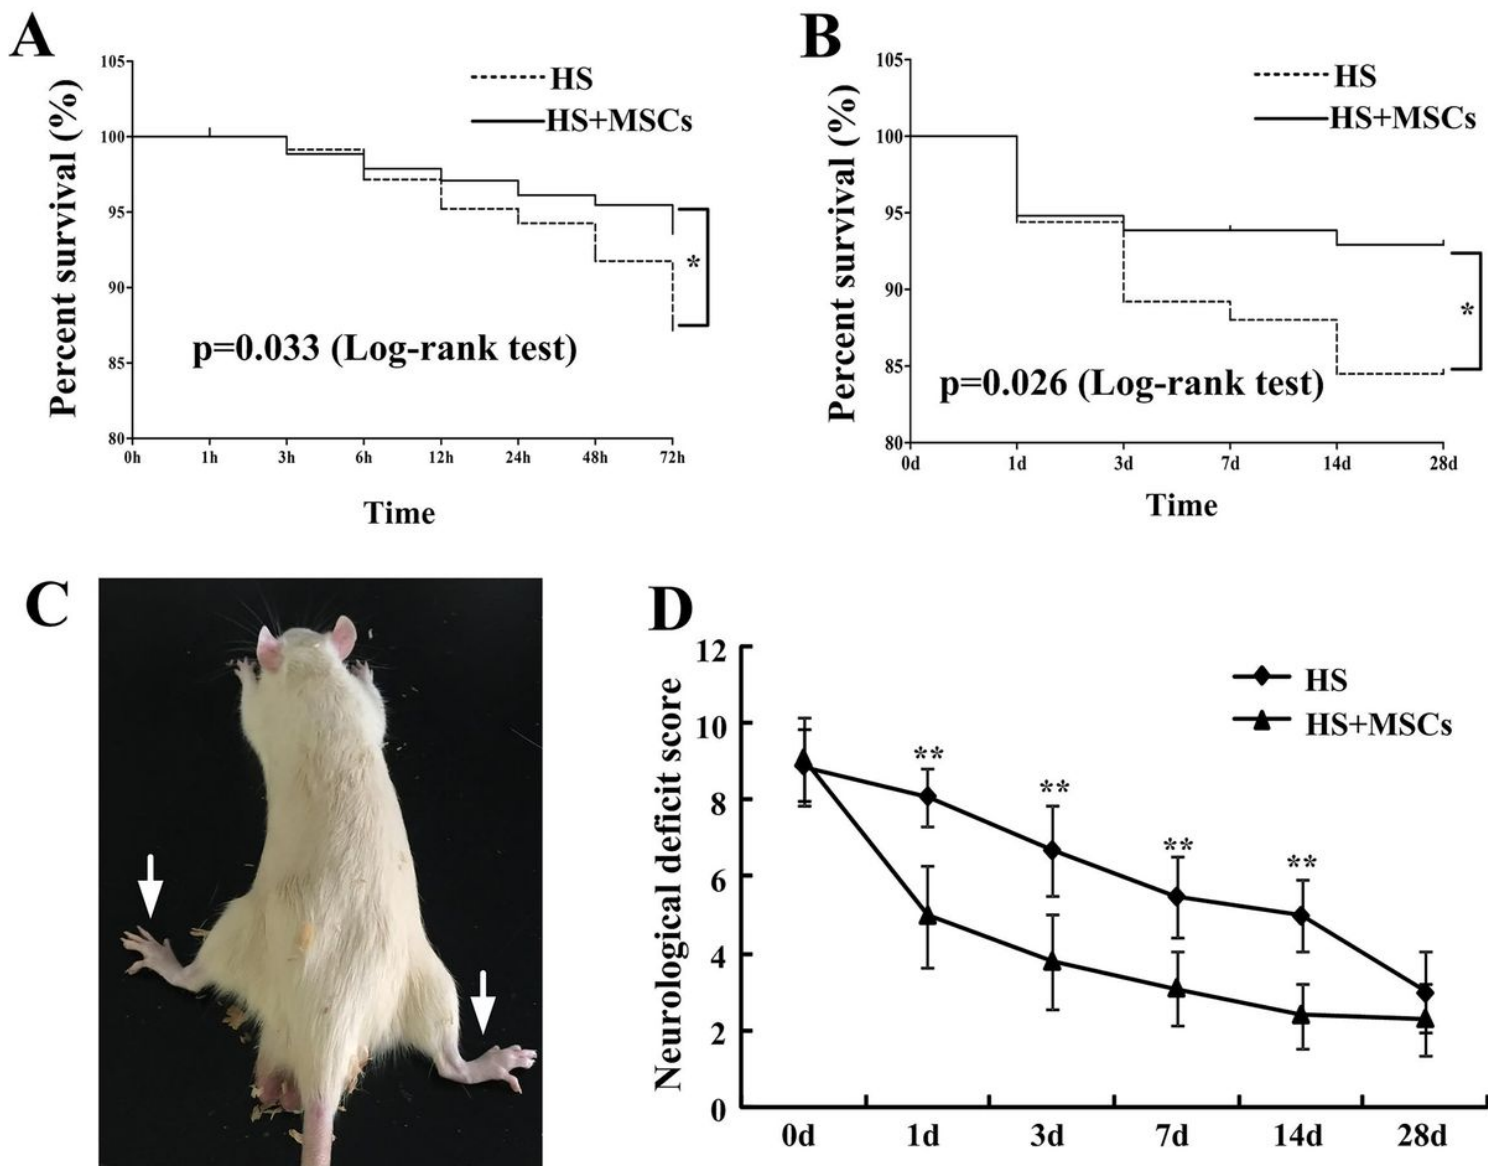 A
Percent survival (%)
105
100
95
90
85
80
HS
HS+MSCs
*
p=0.033 (Log-rank test)
0h 1h 3h 6h 12h 24h 48h 72h
Time
B
Percent survival (%)
105
100
95
90
85
80
HS
HS+MSCs
*
p=0.026 (Log-rank test)
0d 1d 3d 7d 14d 28d
Time
C
D
Neurological deficit score
12
10
8
6
4
2
0
HS
HS+MSCs
** ** ** **
0d 1d 3d 7d 14d 28d